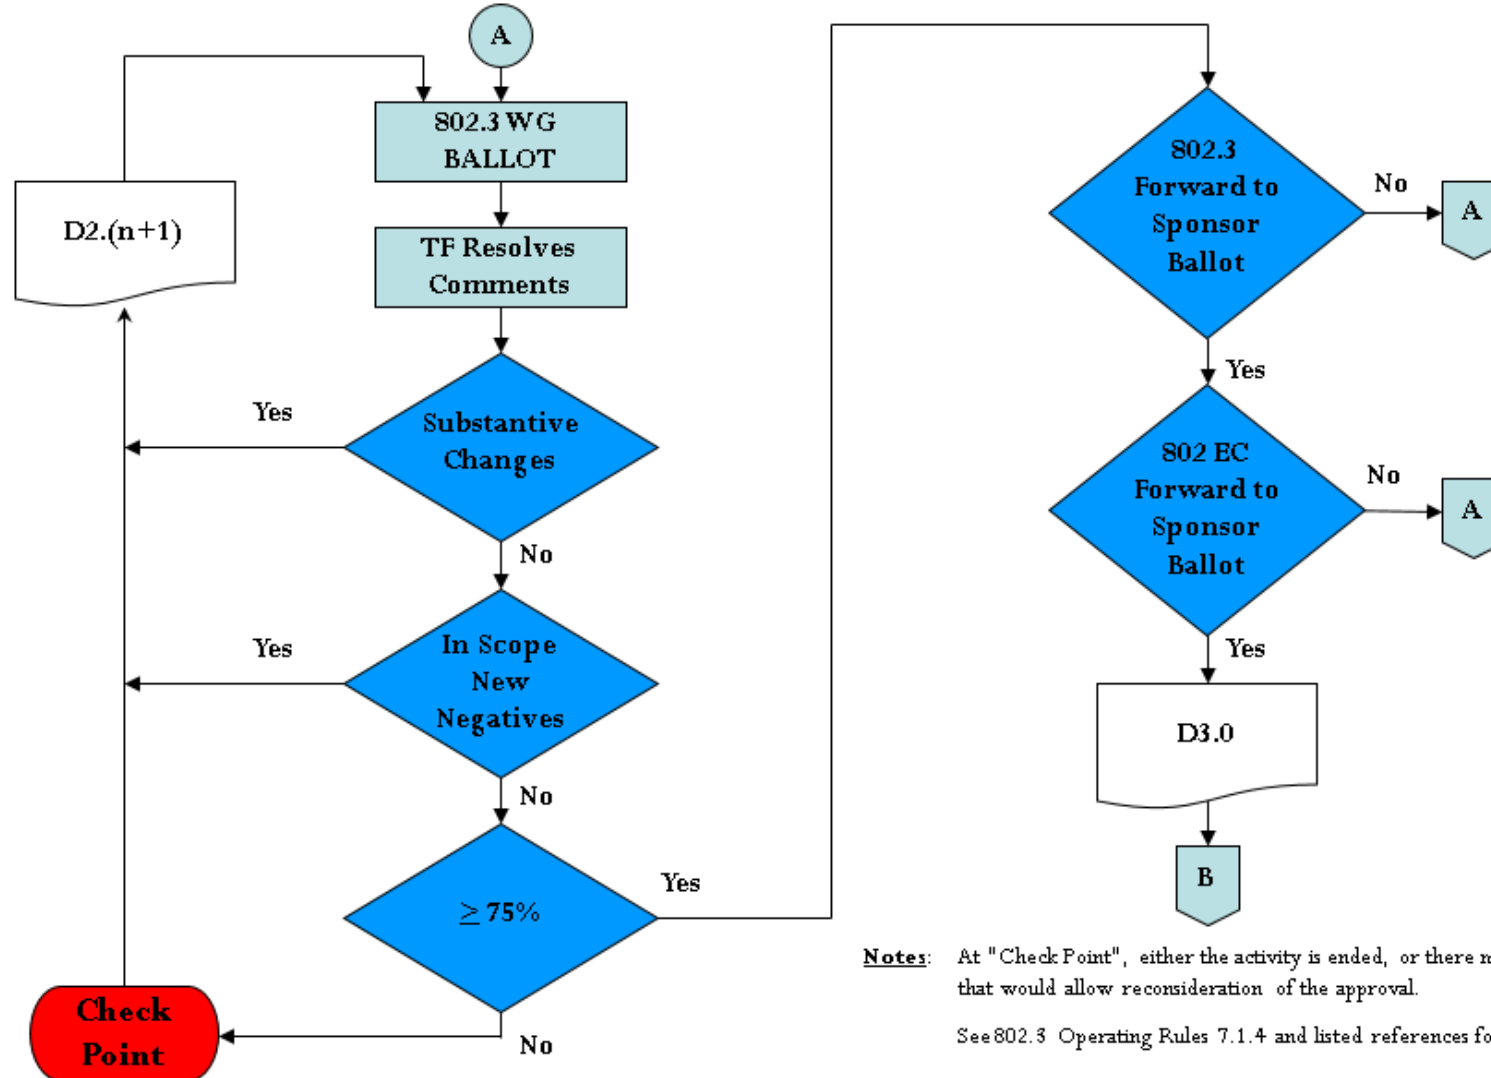 A
802.3 WG
BALLOT
D2.(n+1)
TF Resolves
Comments
Substantive
Changes
Yes
No
In Scope
New
Negatives
Yes
No
≥ 75%
Yes
No
Check
Point
802.3
Forward to
Sponsor
Ballot
No
A
Yes
802 EC
Forward to
Sponsor
Ballot
No
A
Yes
D3.0
B
Notes: At "Check Point", either the activity is ended, or there
that would allow reconsideration of the approval.
See 802.3 Operating Rules 7.1.4 and listed references